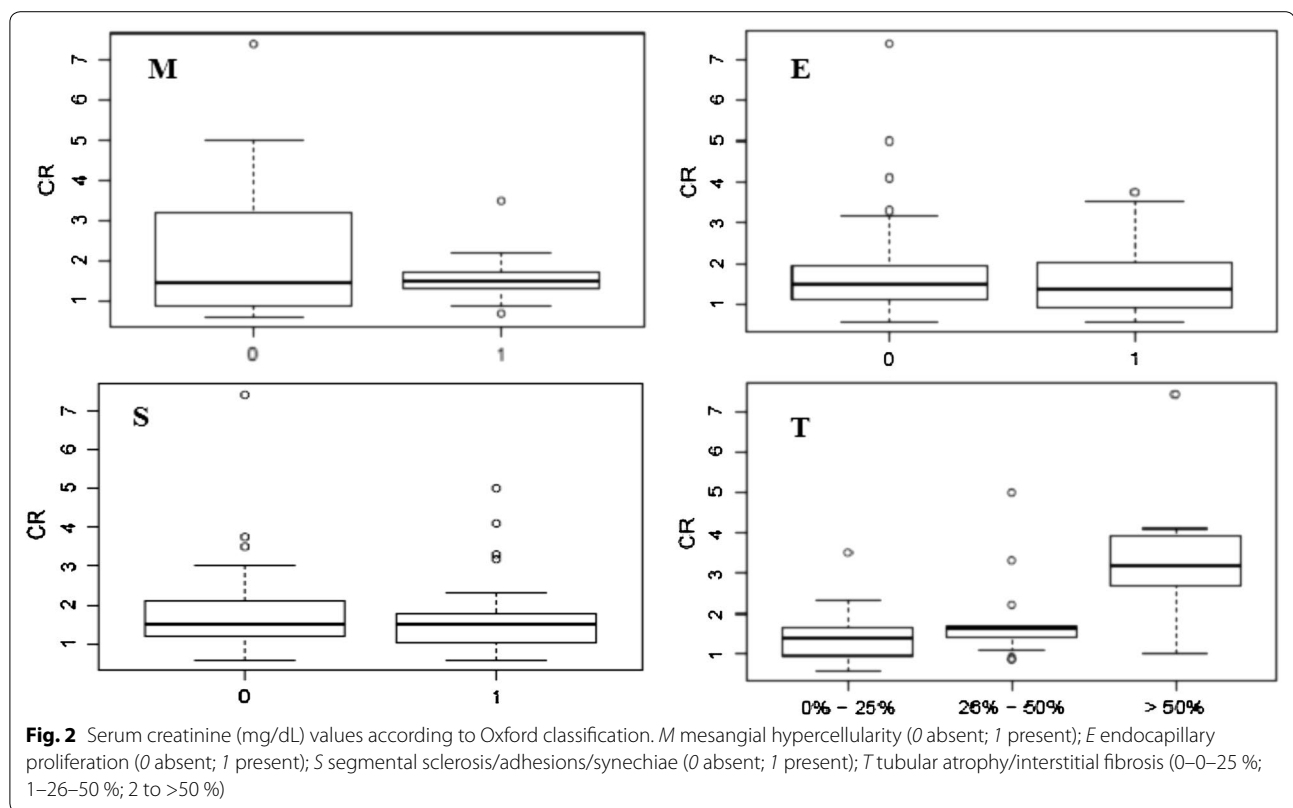 M
CR
7
6
5
4
3
2
1
0
1
E
CR
7
6
5
4
3
2
1
0
1
S
CR
7
6
5
4
3
2
1
0
1
T
CR
7
6
5
4
3
2
1
0% - 25%
26% - 50%
> 50%
Fig. 2 Serum creatinine (mg/dL) values according to Oxford classification. M mesangial hypercellularity (0 absent; 1 present); E endocapillary
proliferation (0 absent; 1 present); S segmental sclerosis/adhesions/synechiae (0 absent; 1 present); T tubular atrophy/interstitial fibrosis (0–0–25 %;
1–26–50 %; 2 to >50 %)